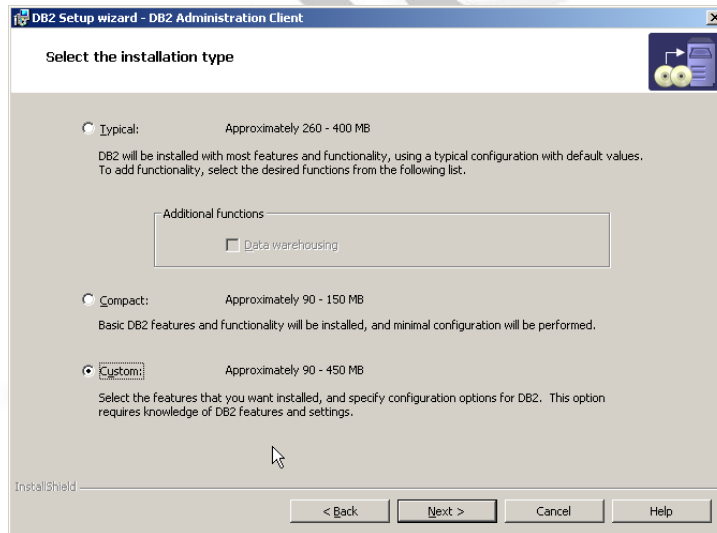 DB2 Setup wizard - DB2 Administration Client
Select the installation type
Typical: Approximately 260 - 400 MB
DB2 will be installed with most features and functionality, using a typical configuration with default values.
To add functionality, select the desired functions from the following list.
Additional functions
Data warehousing
Compact: Approximately 90 - 150 MB
Basic DB2 features and functionality will be installed, and minimal configuration will be performed.
Custom: Approximately 90 - 450 MB
Select the features that you want installed, and specify configuration options for DB2. This option
requires knowledge of DB2 features and settings.
InstallShield
< Back Next > Cancel Help